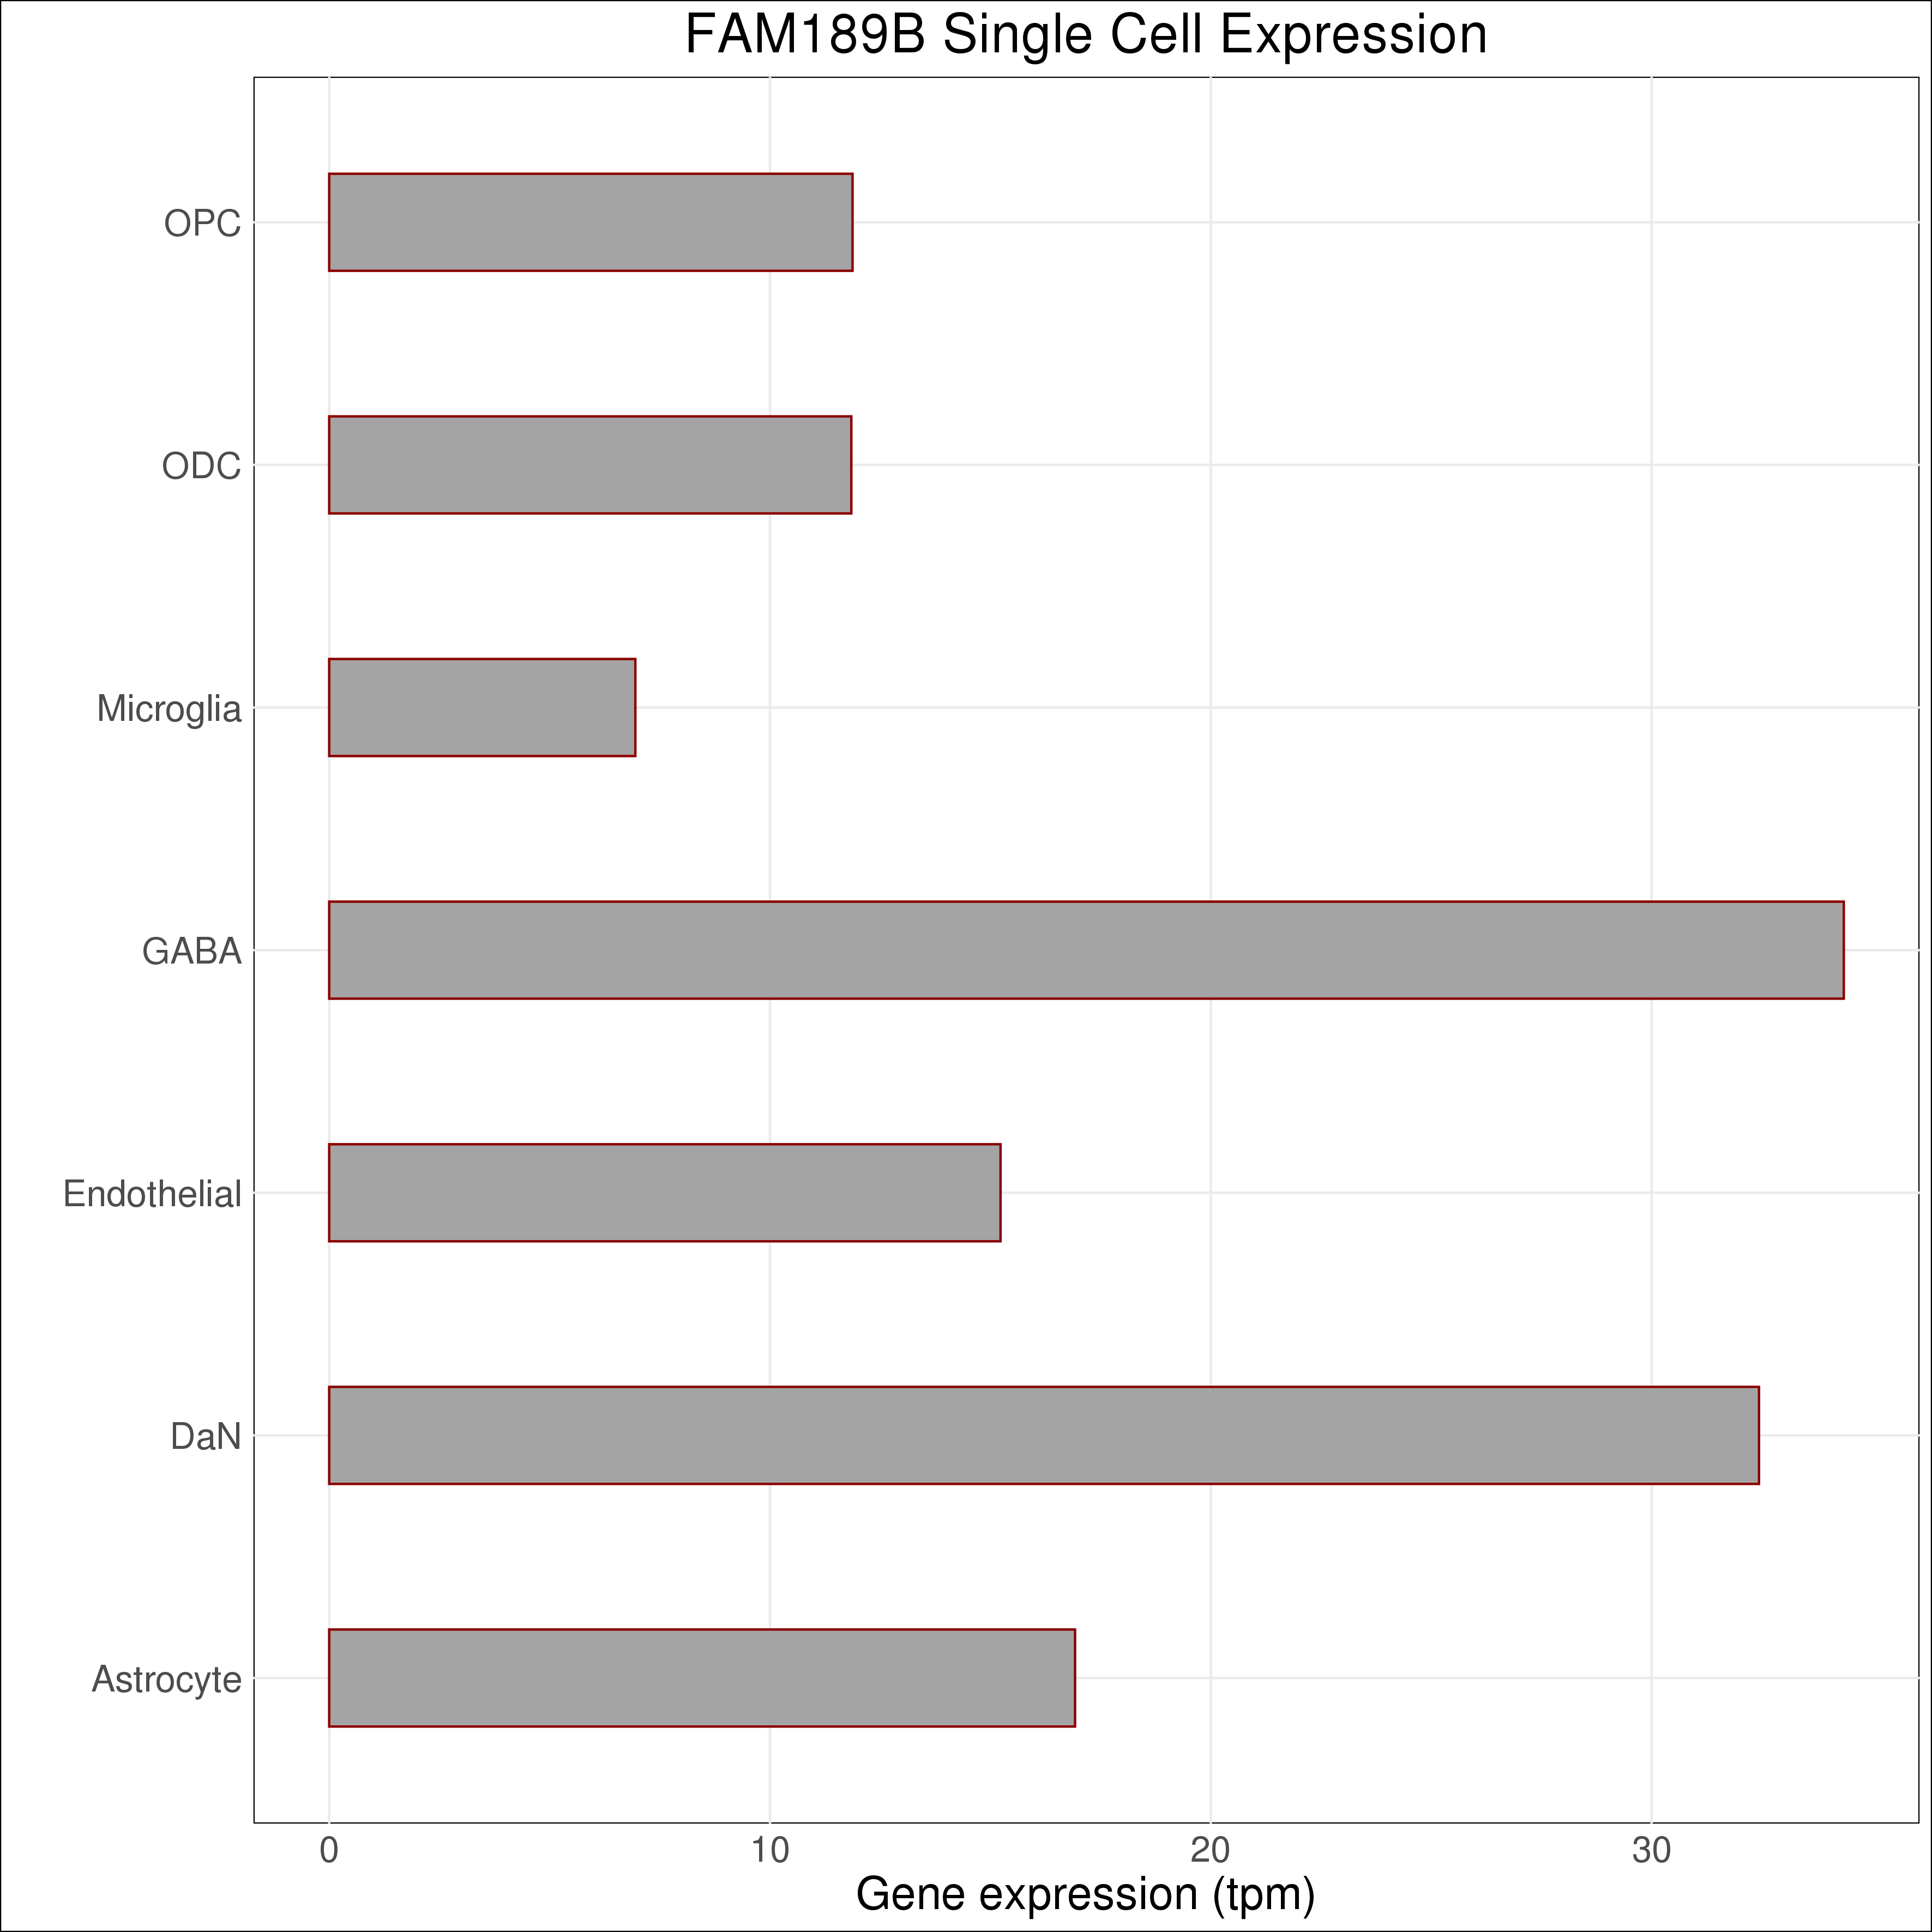 FAM189B Single Cell Expression
OPC
ODC
Microglia
GABA
Endothelial
DaN
Astrocyte
0 10 20 30
Gene expression (tpm)